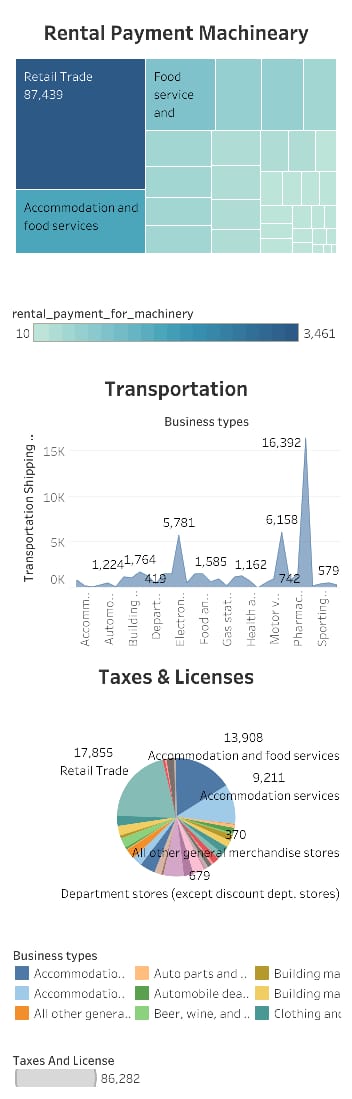 Rental Payment Machineary
Retail Trade
87,439
Food
service
and
Accommodation and
food services
rental_payment_for_machinery
10
3,461
Transportation
Business types
Transportation Shipping ..
15K
10K
5K
0K
1,224
1,764
419
5,781
1,585
1,162
6,158
742
16,392
579
Accomm..
Automo..
Building ..
Depart..
Electron..
Food an..
Gas stat..
Health a..
Motor v..
Pharmac..
Sporting..
Taxes & Licenses
13,908
Accommodation and food services
17,855
Retail Trade
9,211
Accommodation services
370
All other general merchandise stores
679
Department stores (except discount dept. stores)
Business types
Accommodatio..
Auto parts and ..
Building ma
Accommodatio..
Automobile dea..
Building ma
All other genera..
Beer, wine, and ..
Clothing and
Taxes And License
86,282